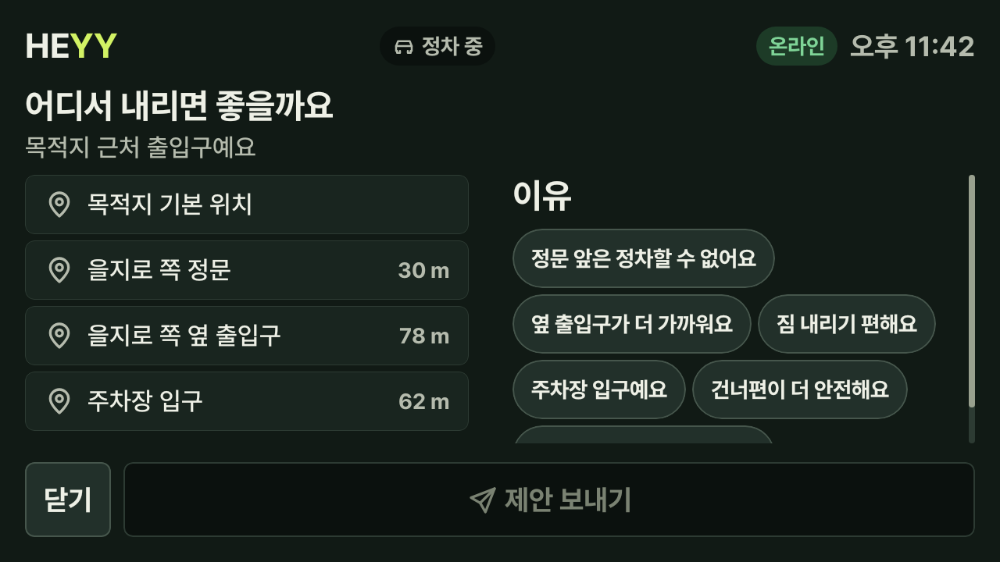 HEYY
정차 중
온라인
오후 11:42
어디서 내리면 좋을까요
목적지 근처 출입구예요
목적지 기본 위치
을지로 쪽 정문 30 m
을지로 쪽 옆 출입구 78 m
주차장 입구 62 m
이유
정문 앞은 정차할 수 없어요
옆 출입구가 더 가까워요
짐 내리기 편해요
주차장 입구예요
건너편이 더 안전해요
닫기
제안 보내기